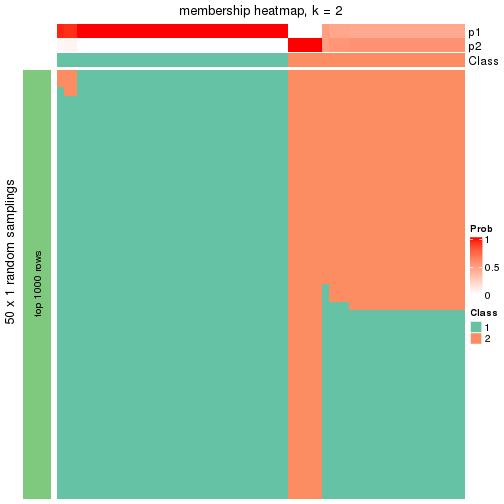 membership heatmap, k = 2
p1
p2
Class
50 x 1 random samplings
top 1000 rows
Prob
1
0.5
0
Class
1
2